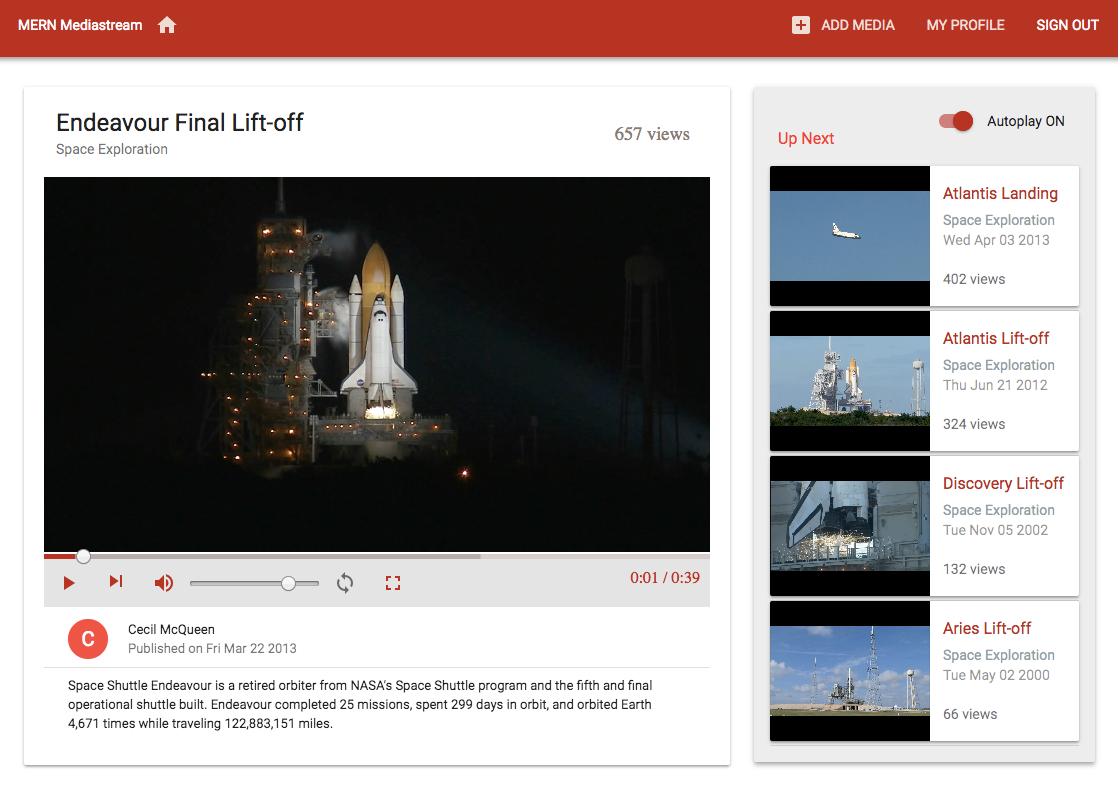 MERN Mediastream
ADD MEDIA
MY PROFILE
SIGN OUT
Endeavour Final Lift-off
Space Exploration
657 views
0:01 / 0:39
C
Cecil McQueen
Published on Fri Mar 22 2013
Space Shuttle Endeavour is a retired orbiter from NASA's Space Shuttle program and the fifth and final
operational shuttle built. Endeavour completed 25 missions, spent 299 days in orbit, and orbited Earth
4,671 times while traveling 122,883,151 miles.
Autoplay ON
Up Next
Atlantis Landing
Space Exploration
Wed Apr 03 2013
402 views
Atlantis Lift-off
Space Exploration
Thu Jun 21 2012
324 views
Discovery Lift-off
Space Exploration
Tue Nov 05 2002
132 views
Aries Lift-off
Space Exploration
Tue May 02 2000
66 views